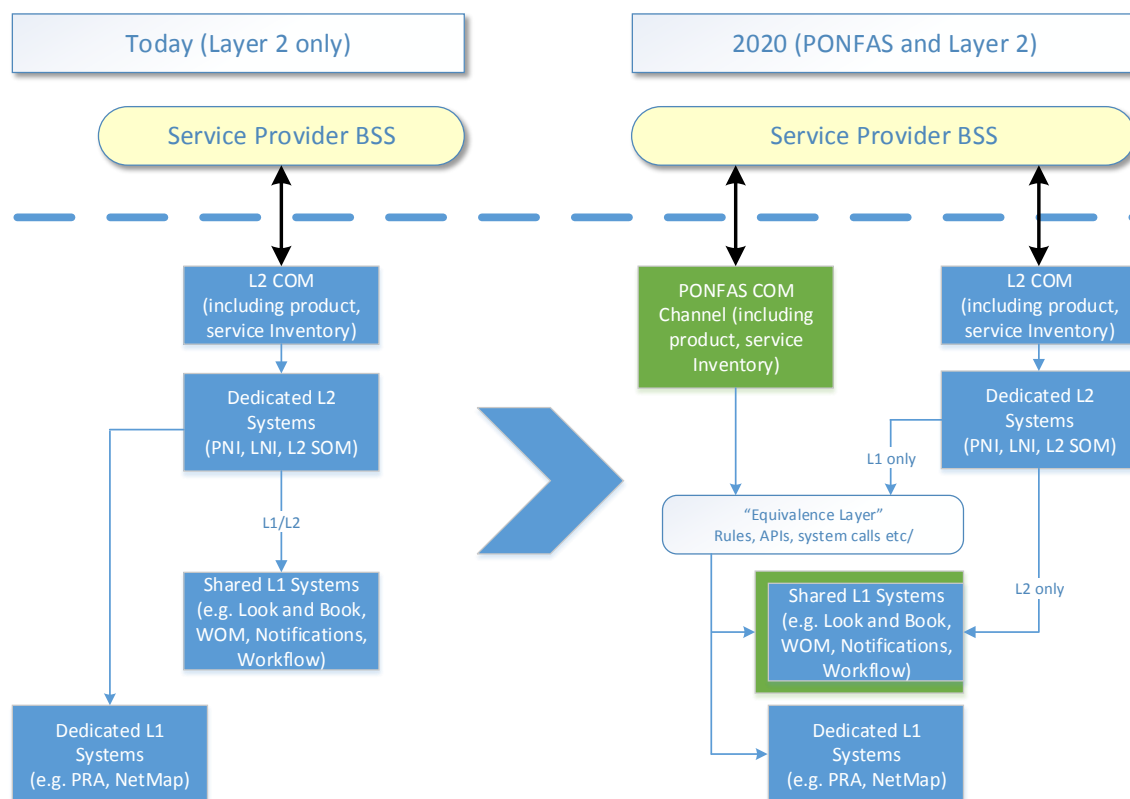 Today (Layer 2 only)
Service Provider BSS
L2 COM
(including product,
service Inventory)
Dedicated L2
Systems
(PNI, LNI, L2 SOM)
L1/L2
Shared L1 Systems
(e.g. Look and Book,
WOM, Notifications,
Workflow)
Dedicated L1
Systems
(e.g. PRA, NetMap)
2020 (PONFAS and Layer 2)
Service Provider BSS
PONFAS COM
Channel (including
product, service
Inventory)
L2 COM
(including product,
service Inventory)
Dedicated L2
Systems
(PNI, LNI, L2 SOM)
L1 only
“Equivalence Layer”
Rules, APIs, system calls etc/
L2 only
Shared L1 Systems
(e.g. Look and Book,
WOM, Notifications,
Workflow)
Dedicated L1
Systems
(e.g. PRA, NetMap)